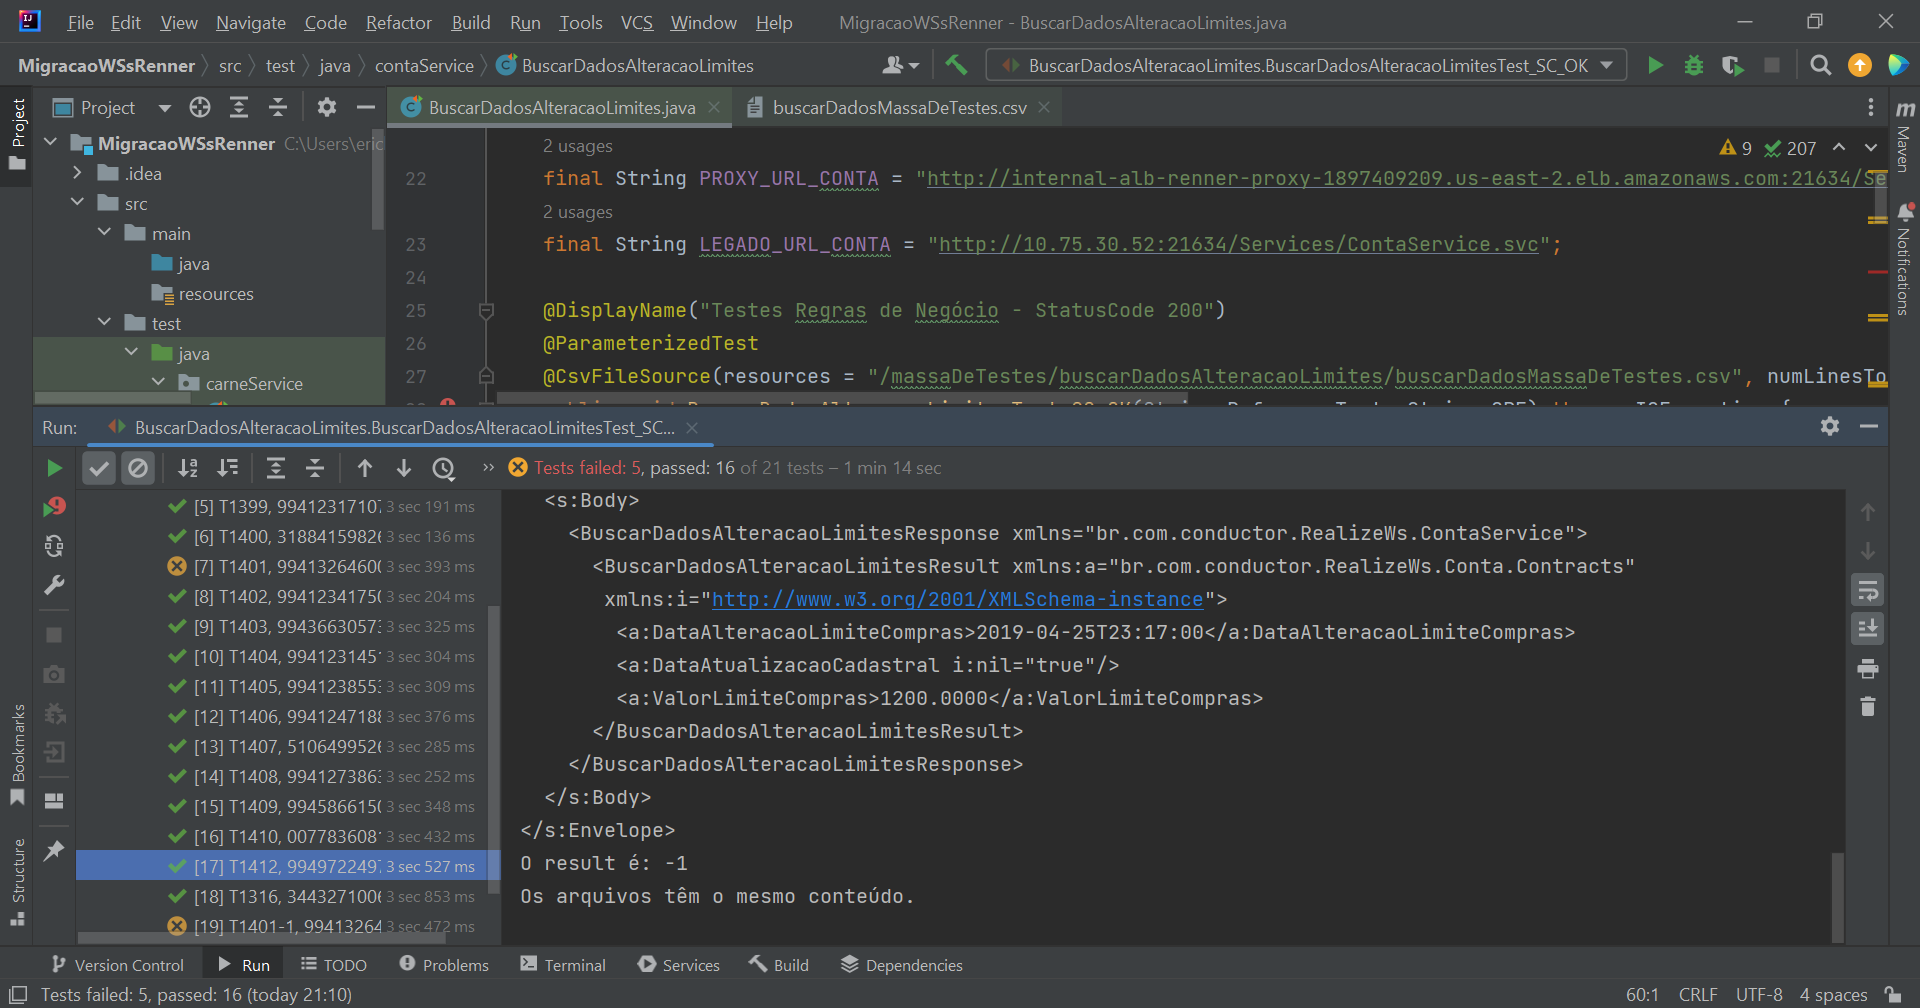 File Edit View Navigate Code Refactor Build Run Tools VCS Window Help MigracaoWSsRenner - BuscarDadosAlteracaoLimites.java
MigracaoWSsRenner src test java contaService BuscarDadosAlteracaoLimites BuscarDadosAlteracaoLimites.BuscarDadosAlteracaoLimitesTest_SC_OK
Project BuscarDadosAlteracaoLimites.java buscarDadosMassaDeTestes.csv
Project
MigracaoWSsRenner C:\Users\eric
.idea
src
main
java
resources
test
java
carneService
2 usages
9 207
22 final String PROXY_URL_CONTA = "http://internal-alb-renner-proxy-1897409209.us-east-2.elb.amazonaws.com:21634/Se
2 usages
23 final String LEGADO_URL_CONTA = "http://10.75.30.52:21634/Services/ContaService.svc";
24
25 @DisplayName("Testes Regras de Negócio - StatusCode 200")
26 @ParameterizedTest
27 @CsvFileSource(resources = "/massaDeTestes/buscarDadosAlteracaoLimites/buscarDadosMassaDeTestes.csv", numLinesTo
Maven
Notifications
Run: BuscarDadosAlteracaoLimites.BuscarDadosAlteracaoLimitesTest_SC...
Tests failed: 5, passed: 16 of 21 tests – 1 min 14 sec
[5] T1399, 99412317107 3 sec 191 ms
[6] T1400, 3188415982 3 sec 136 ms
[7] T1401, 99413264600 3 sec 393 ms
[8] T1402, 99412341750 3 sec 204 ms
[9] T1403, 9943663057 3 sec 325 ms
[10] T1404, 994123145 3 sec 304 ms
[11] T1405, 994123855 3 sec 309 ms
[12] T1406, 994124718 3 sec 376 ms
[13] T1407, 510649952 3 sec 285 ms
[14] T1408, 994127386 3 sec 252 ms
[15] T1409, 994586615 3 sec 348 ms
[16] T1410, 007783608 3 sec 432 ms
[17] T1412, 994972249 3 sec 527 ms
[18] T1316, 344327100 3 sec 853 ms
[19] T1401-1, 99413264 3 sec 472 ms
<s:Body>
<BuscarDadosAlteracaoLimitesResponse xmlns="br.com.conductor.RealizeWs.ContaService">
<BuscarDadosAlteracaoLimitesResult xmlns:a="br.com.conductor.RealizeWs.Conta.Contracts"
xmlns:i="http://www.w3.org/2001/XMLSchema-instance">
<a:DataAlteracaoLimiteCompras>2019-04-25T23:17:00</a:DataAlteracaoLimiteCompras>
<a:DataAtualizacaoCadastral i:nil="true"/>
<a:ValorLimiteCompras>1200.0000</a:ValorLimiteCompras>
</BuscarDadosAlteracaoLimitesResult>
</BuscarDadosAlteracaoLimitesResponse>
</s:Body>
</s:Envelope>
O result é: -1
Os arquivos têm o mesmo conteúdo.
Bookmarks
Structure
Version Control Run TODO Problems Terminal Services Build Dependencies
Tests failed: 5, passed: 16 (today 21:10) 60:1 CRLF UTF-8 4 spaces